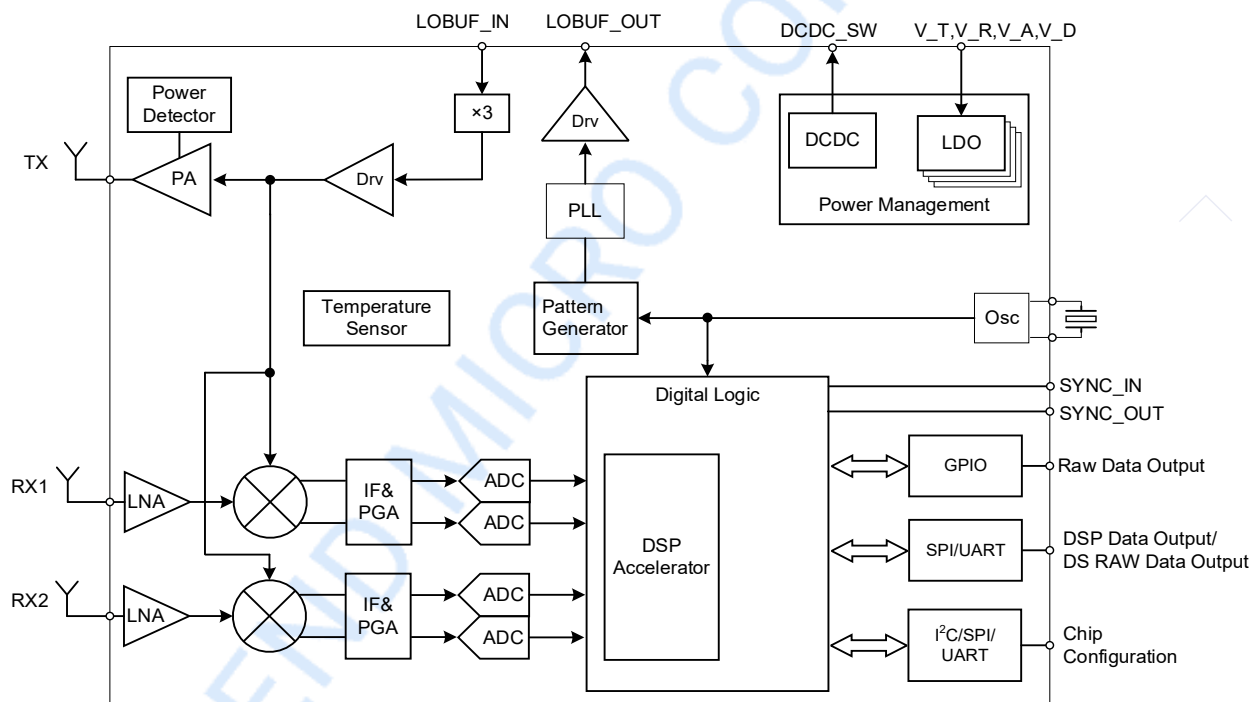 LOBUF_IN
LOBUF_OUT
DCDC_SW
V_T,V_R,V_A,V_D
Power
Detector
×3
Drv
DCDC
LDO
TX
PA
Drv
PLL
Power Management
Temperature
Sensor
Pattern
Generator
Osc
Digital Logic
SYNC_IN
SYNC_OUT
RX1
LNA
IF&
PGA
ADC
ADC
GPIO
Raw Data Output
DSP
Accelerator
SPI/UART
DSP Data Output/
DS RAW Data Output
RX2
LNA
IF&
PGA
ADC
ADC
I²C/SPI/
UART
Chip
Configuration
END MICRO CO